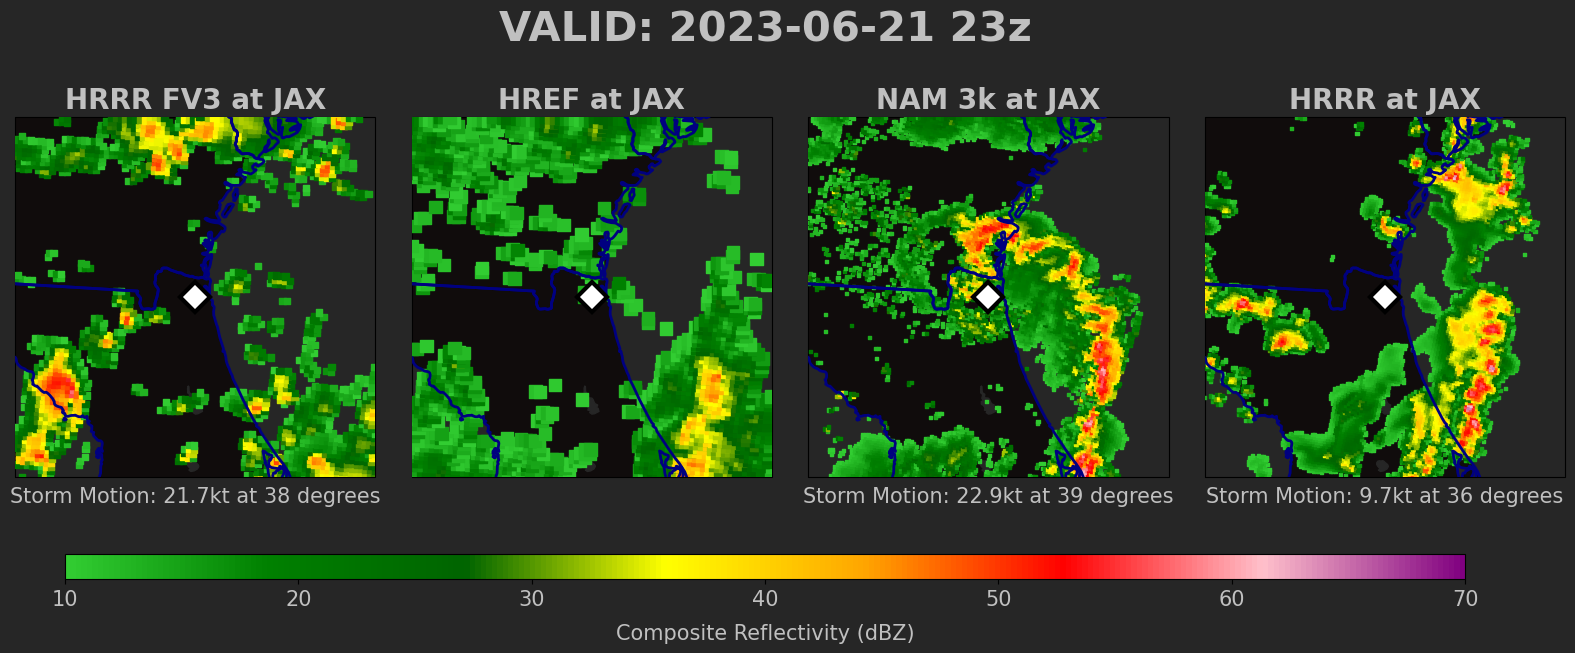 VALID: 2023-06-21 23z
HRRR FV3 at JAX
HREF at JAX
NAM 3k at JAX
HRRR at JAX
Storm Motion: 21.7kt at 38 degrees
Storm Motion: 22.9kt at 39 degrees
Storm Motion: 9.7kt at 36 degrees
10 20 30 40 50 60 70
Composite Reflectivity (dBZ)